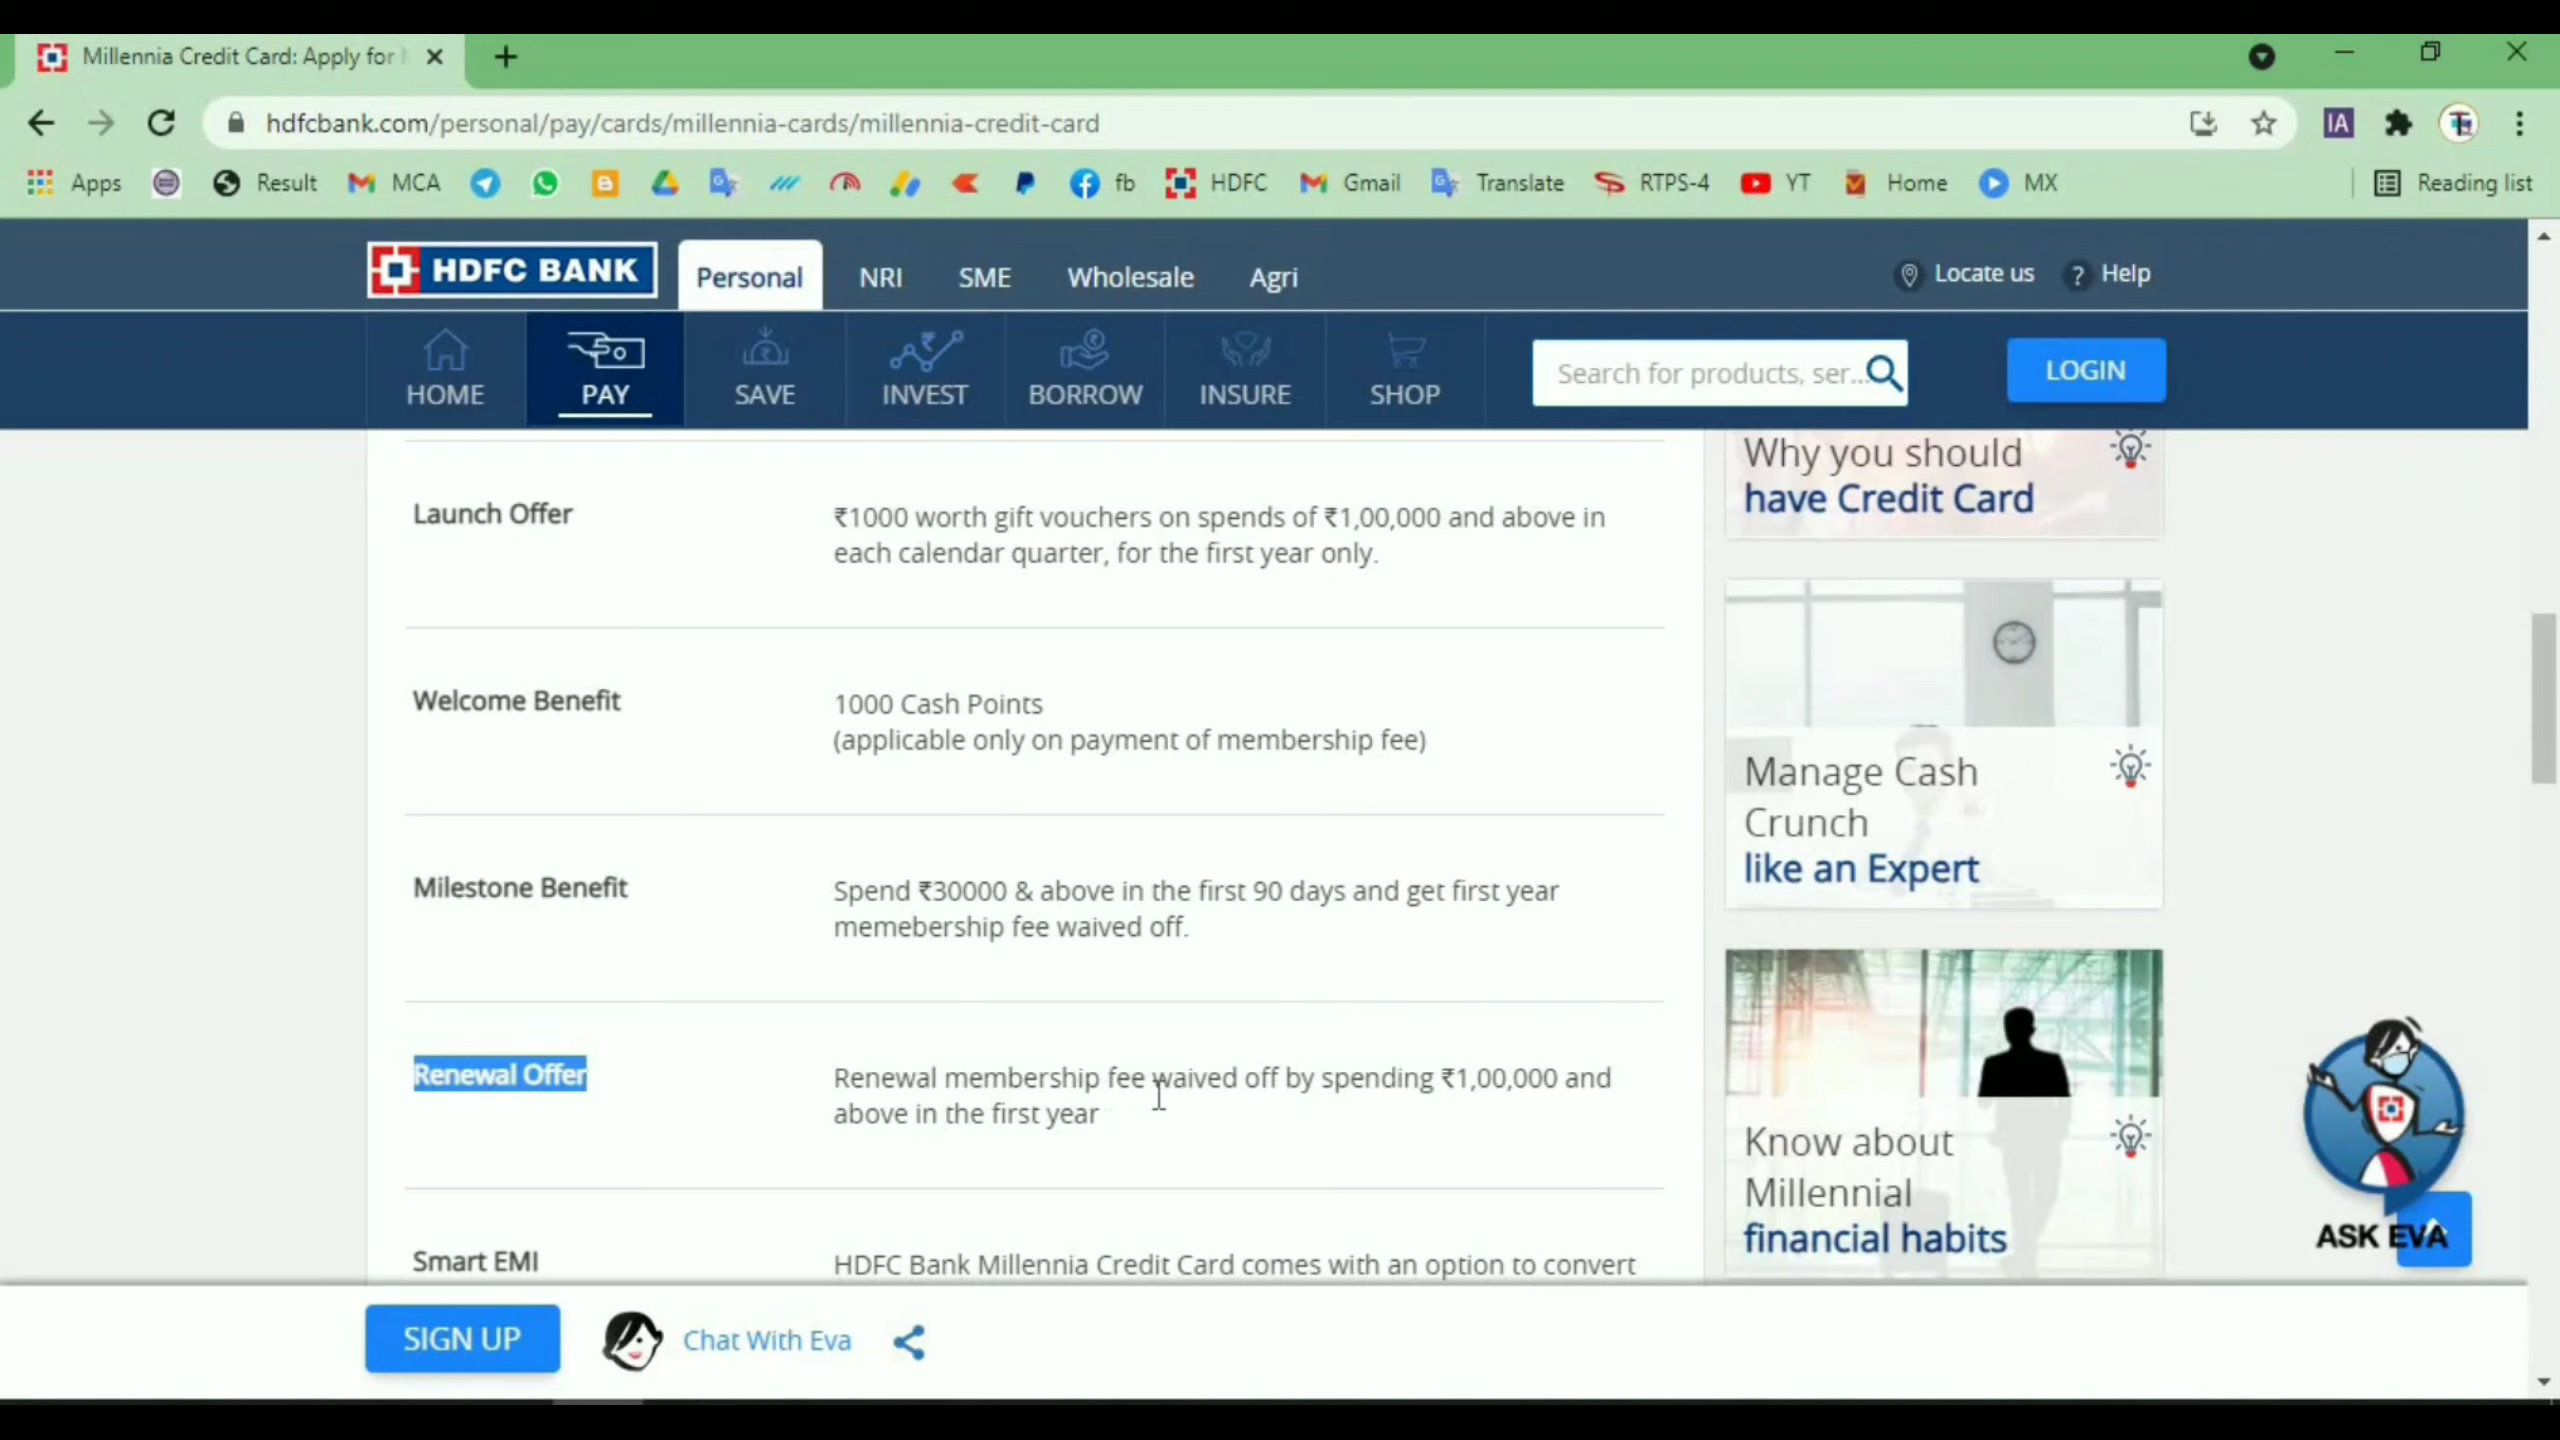 Millennia Credit Card: Apply for
hdfcbank.com/personal/pay/cards/millennia-cards/millennia-credit-card
IA
Apps Result MCA fb HDFC Gmail Translate RTPS-4 YT Home MX Reading list
HDFC BANK Personal NRI SME Wholesale Agri Locate us ? Help
HOME PAY SAVE INVEST BORROW INSURE SHOP Search for products, ser... LOGIN
Why you should
have Credit Card
Launch Offer
₹1000 worth gift vouchers on spends of ₹1,00,000 and above in
each calendar quarter, for the first year only.
Welcome Benefit
1000 Cash Points
(applicable only on payment of membership fee)
Manage Cash
Crunch
like an Expert
Milestone Benefit
Spend ₹30000 & above in the first 90 days and get first year
memebership fee waived off.
Renewal Offer
Renewal membership fee waived off by spending ₹1,00,000 and
above in the first year
Know about
Millennial
financial habits
ASK EVA
Smart EMI
HDFC Bank Millennia Credit Card comes with an option to convert
SIGN UP Chat With Eva